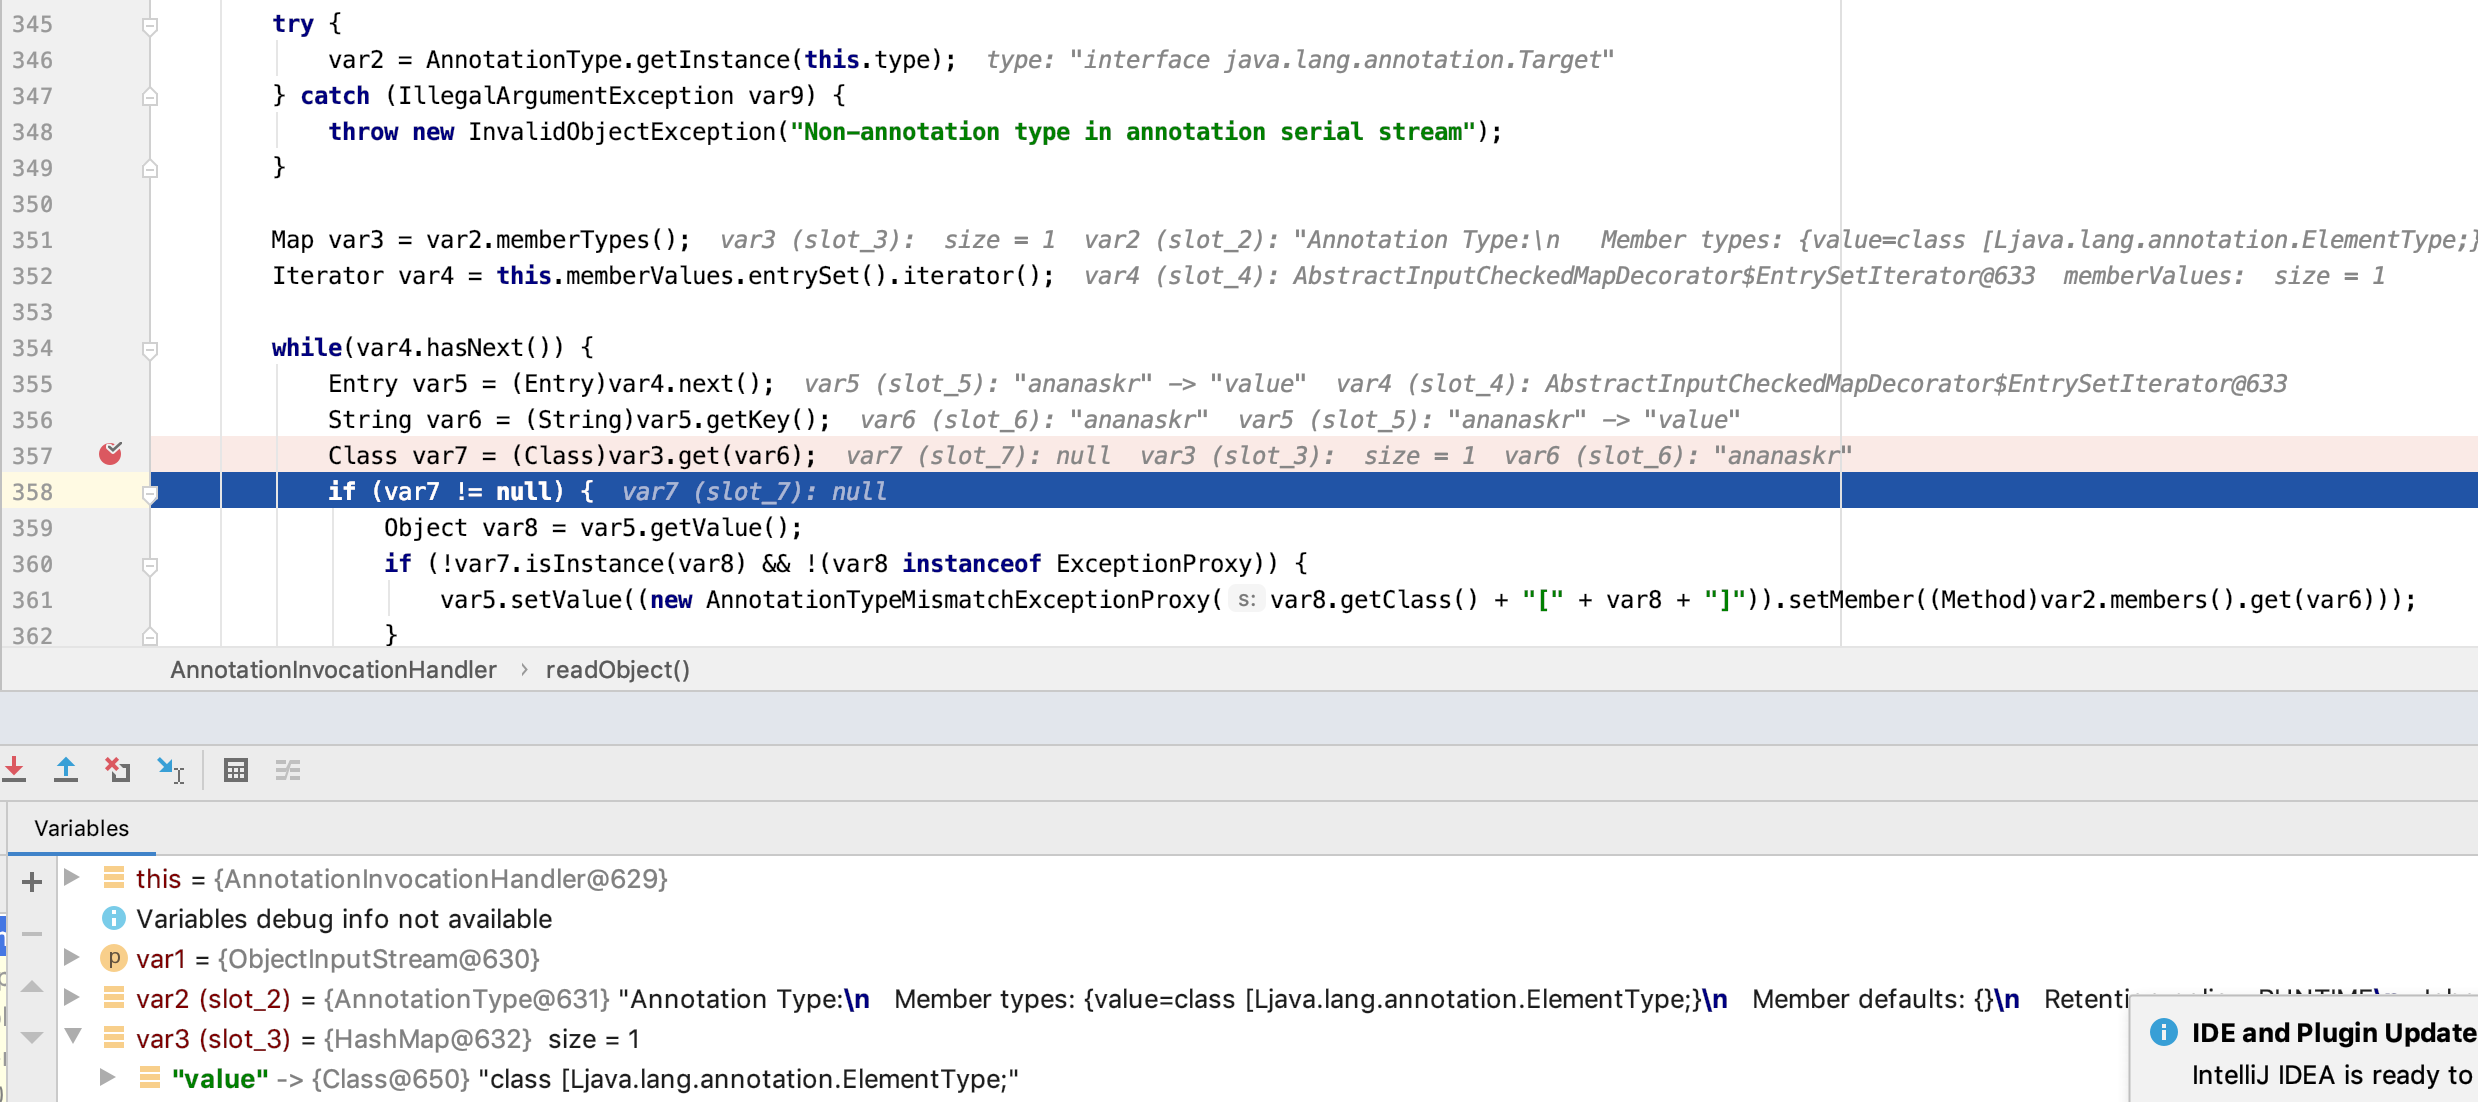 345 try {
346 var2 = AnnotationType.getInstance(this.type); type: "interface java.lang.annotation.Target"
347 } catch (IllegalArgumentException var9) {
348 throw new InvalidObjectException("Non-annotation type in annotation serial stream");
349 }
350
351 Map var3 = var2.memberTypes(); var3 (slot_3): size = 1 var2 (slot_2): "Annotation Type:\n Member types: {value=class [Ljava.lang.annotation.ElementType;}
352 Iterator var4 = this.memberValues.entrySet().iterator(); var4 (slot_4): AbstractInputCheckedMapDecorator$EntrySetIterator@633 memberValues: size = 1
353
354 while(var4.hasNext()) {
355 Entry var5 = (Entry)var4.next(); var5 (slot_5): "ananaskr" -> "value" var4 (slot_4): AbstractInputCheckedMapDecorator$EntrySetIterator@633
356 String var6 = (String)var5.getKey(); var6 (slot_6): "ananaskr" var5 (slot_5): "ananaskr" -> "value"
357 Class var7 = (Class)var3.get(var6); var7 (slot_7): null var3 (slot_3): size = 1 var6 (slot_6): "ananaskr"
358 if (var7 != null) { var7 (slot_7): null
359 Object var8 = var5.getValue();
360 if (!var7.isInstance(var8) && !(var8 instanceof ExceptionProxy)) {
361 var5.setValue((new AnnotationTypeMismatchExceptionProxy( s: var8.getClass() + "[" + var8 + "]")).setMember((Method)var2.members().get(var6)));
362 }
AnnotationInvocationHandler › readObject()
Variables
this = {AnnotationInvocationHandler@629}
Variables debug info not available
var1 = {ObjectInputStream@630}
var2 (slot_2) = {AnnotationType@631} "Annotation Type:\n Member types: {value=class [Ljava.lang.annotation.ElementType;}\n Member defaults: {}\n
var3 (slot_3) = {HashMap@632} size = 1
"value" -> {Class@650} "class [Ljava.lang.annotation.ElementType;"
IDE and Plugin Update
IntelliJ IDEA is ready to